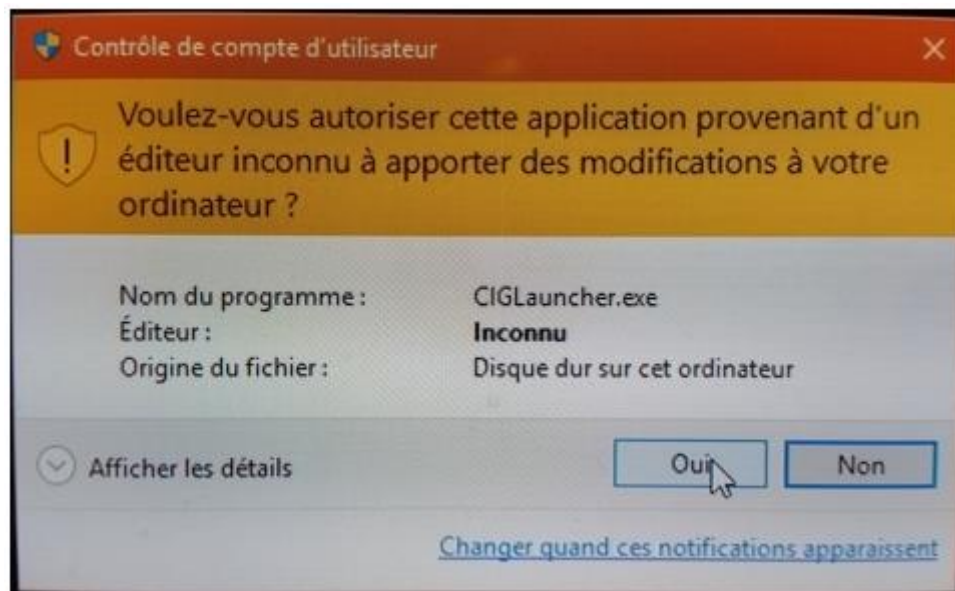 Contrôle de compte d'utilisateur
Voulez-vous autoriser cette application provenant d'un
éditeur inconnu à apporter des modifications à votre
ordinateur ?
Nom du programme : CIGLauncher.exe
Éditeur : Inconnu
Origine du fichier : Disque dur sur cet ordinateur
Afficher les détails Oui Non
Changer quand ces notifications apparaissent